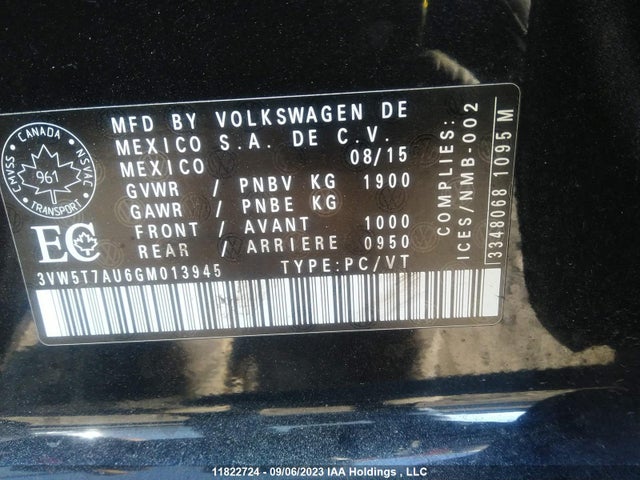 MFD BY VOLKSWAGEN DE
MEXICO S.A. DE C.V.
MEXICO 08/15
GVWR / PNBV KG 1900
GAWR / PNBE KG
FRONT / AVANT 1000
REAR / ARRIERE 0950
3VW5T7AU6GM013945 TYPE:PC/VT
CANADA
CMVSS NSVAC
961
TRANSPORT
EC
COMPLIES:
ICES/NMB-002
3348068 1095 M
11822724 - 09/06/2023 IAA Holdings , LLC